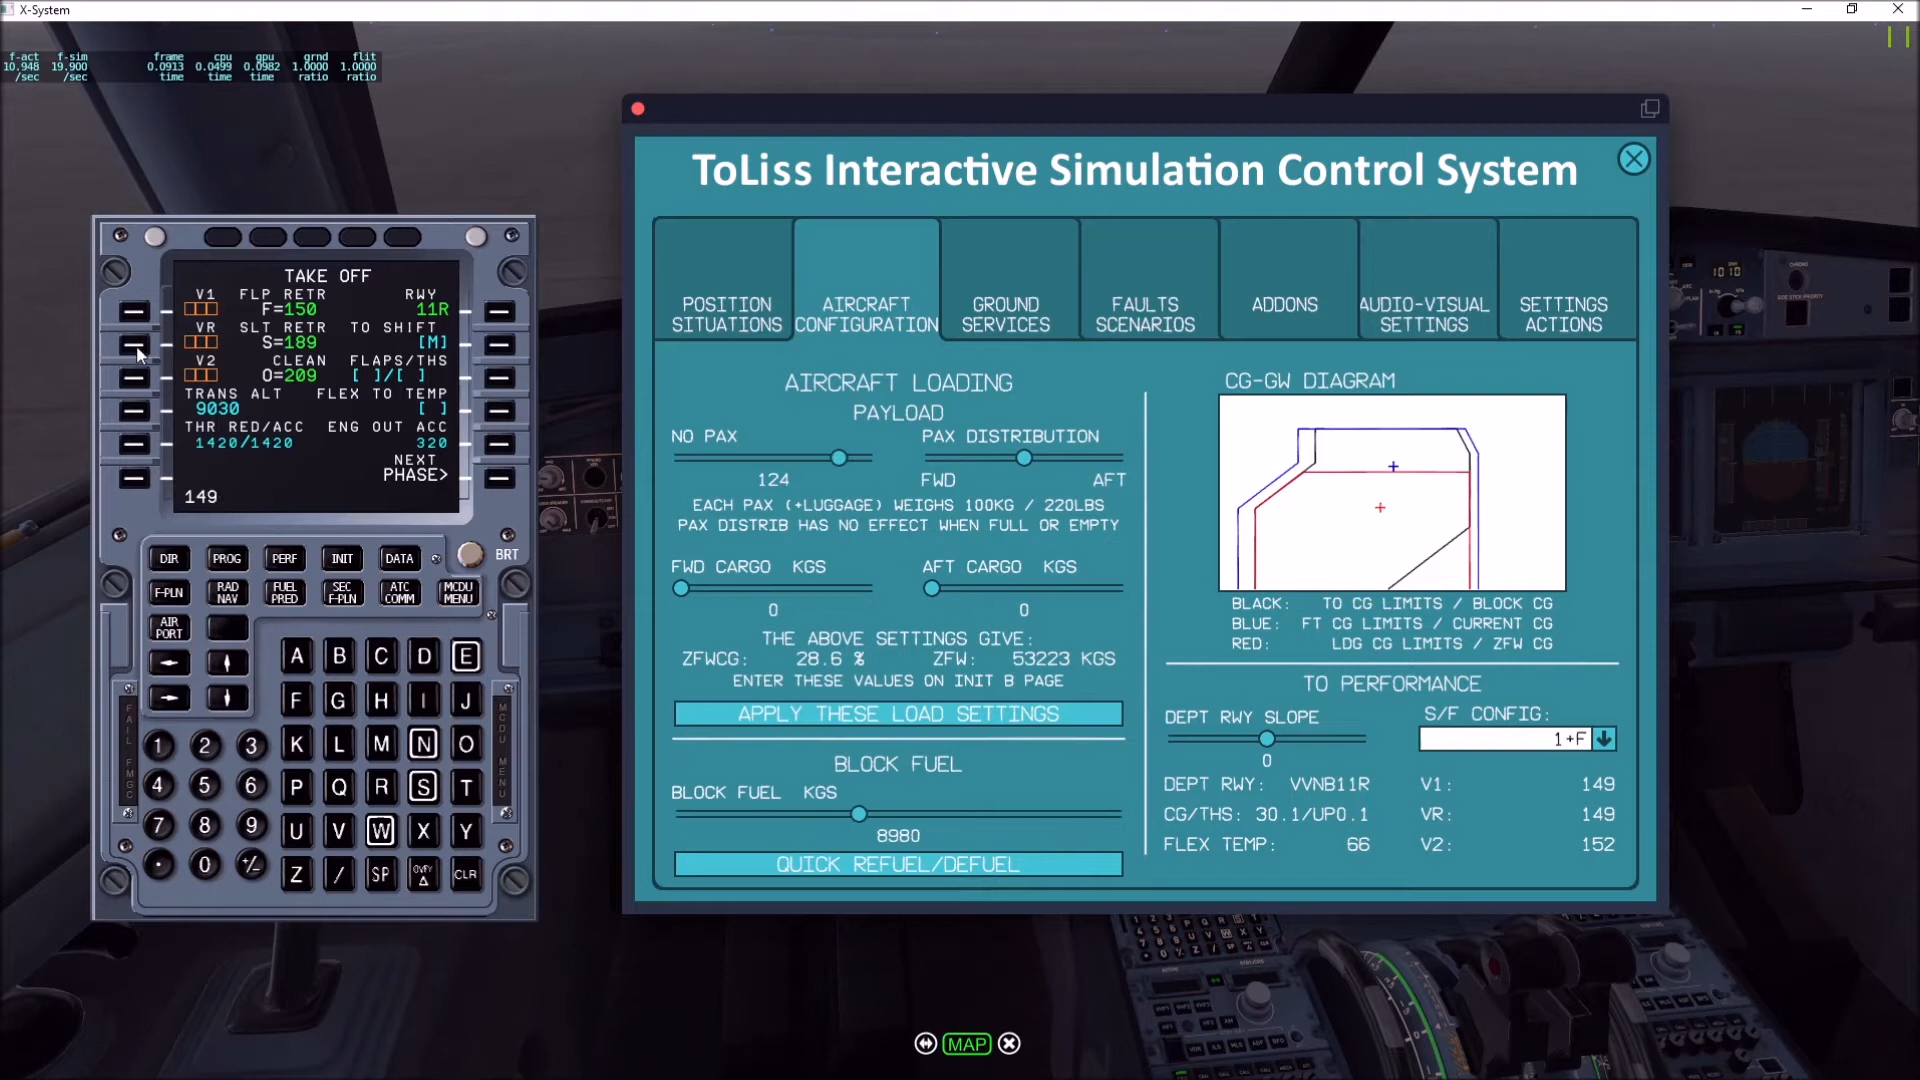 X-System
f-act f-sim frame cpu gpu grnd flit
10.948 19.900 0.0913 0.0499 0.0982 1.0000 1.0000
/sec /sec time time time ratio ratio
TAKE OFF
V1 FLP RETR RWY
F=150 11R
VR SLT RETR TO SHIFT
S=189 [M]
V2 CLEAN FLAPS/THS
O=209 [ ]/[ ]
TRANS ALT FLEX TO TEMP
9030 [ ]
THR RED/ACC ENG OUT ACC
1420/1420 320
NEXT
PHASE>
149
BRT
DIR PROG PERF INIT DATA
F-PLN RAD NAV FUEL PRED SEC F-PLN ATC COMM MCDU MENU
AIR PORT
FAIL FMGC
MCDU MENU
A B C D E
F G H I J
1 2 3 K L M N O
4 5 6 P Q R S T
7 8 9 U V W X Y
. 0 +/- Z / SP OVFY Δ CLR
ToLiss Interactive Simulation Control System
POSITION SITUATIONS
AIRCRAFT CONFIGURATION
GROUND SERVICES
FAULTS SCENARIOS
ADDONS
AUDIO-VISUAL SETTINGS
SETTINGS ACTIONS
AIRCRAFT LOADING
PAYLOAD
NO PAX PAX DISTRIBUTION
124 FWD AFT
EACH PAX (+LUGGAGE) WEIGHS 100KG / 220LBS
PAX DISTRIB HAS NO EFFECT WHEN FULL OR EMPTY
FWD CARGO KGS AFT CARGO KGS
0 0
THE ABOVE SETTINGS GIVE:
ZFWCG: 28.6 % ZFW: 53223 KGS
ENTER THESE VALUES ON INIT B PAGE
APPLY THESE LOAD SETTINGS
BLOCK FUEL
BLOCK FUEL KGS
8980
QUICK REFUEL/DEFUEL
CG-GW DIAGRAM
BLACK: TO CG LIMITS / BLOCK CG
BLUE: FT CG LIMITS / CURRENT CG
RED: LDG CG LIMITS / ZFW CG
TO PERFORMANCE
DEPT RWY SLOPE S/F CONFIG:
1+F
0
DEPT RWY: VVNB11R V1: 149
CG/THS: 30.1/UP0.1 VR: 149
FLEX TEMP: 66 V2: 152
CHRONO
1010
SIDE STICK PRIORITY
MAP